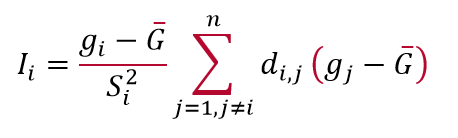 I_i = \frac{g_i - \bar{G}}{S_i^2} \sum_{j=1, j \neq i}^{n} d_{i,j} (g_j - \bar{G})